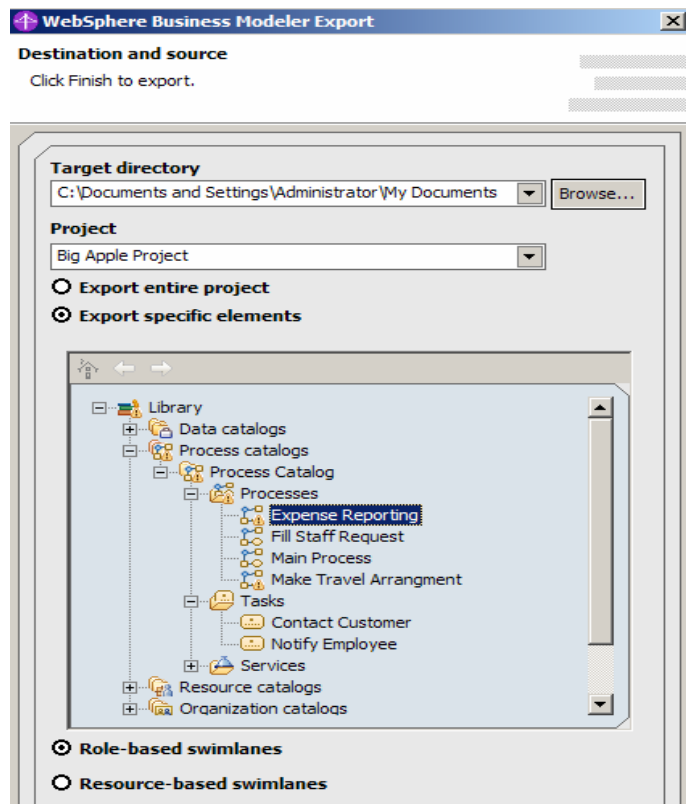 WebSphere Business Modeler Export
Destination and source
Click Finish to export.
Target directory
C:\Documents and Settings\Administrator\My Documents
Browse...
Project
Big Apple Project
Export entire project
Export specific elements
Library
Data catalogs
Process catalogs
Process Catalog
Processes
Expense Reporting
Fill Staff Request
Main Process
Make Travel Arrangment
Tasks
Contact Customer
Notify Employee
Services
Resource catalogs
Organization catalogs
Role-based swimlanes
Resource-based swimlanes